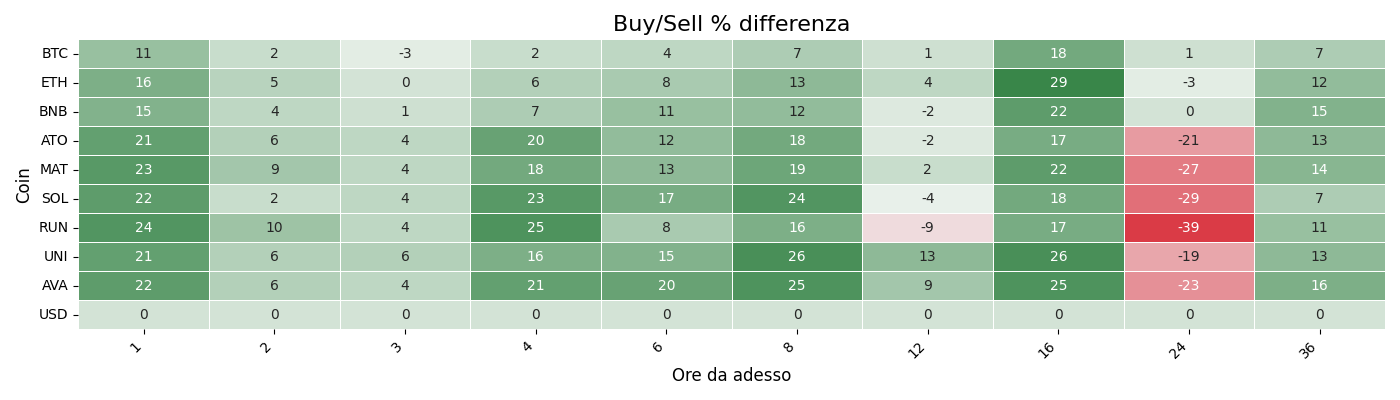 Buy/Sell % differenza
Coin
BTC 11 2 -3 2 4 7 1 18 1 7
ETH 16 5 0 6 8 13 4 29 -3 12
BNB 15 4 1 7 11 12 -2 22 0 15
ATO 21 6 4 20 12 18 -2 17 -21 13
MAT 23 9 4 18 13 19 2 22 -27 14
SOL 22 2 4 23 17 24 -4 18 -29 7
RUN 24 10 4 25 8 16 -9 17 -39 11
UNI 21 6 6 16 15 26 13 26 -19 13
AVA 22 6 4 21 20 25 9 25 -23 16
USD 0 0 0 0 0 0 0 0 0 0
1 2 3 4 6 8 12 16 24 36
Ore da adesso